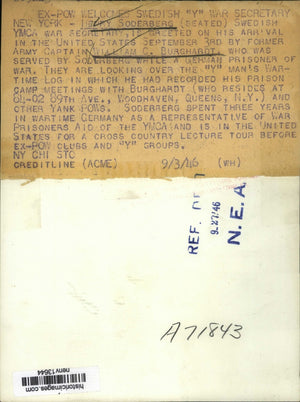 EX-POW WELCOMES SWEDISH "Y" WAR SECRETARY
NEW YORK - HENRY SODERBERG (SEATED) SWEDISH
YMCA WAR SECRETARY, IS GREETED ON HIS ARRIVAL
IN THE UNITED STATES SEPTEMBER 3RD BY FORMER
ARMY CAPTAIN WILLIAM C. BURGHARDT, WHO WAS
SERVED BY SODERBERG WHILE A GERMAN PRISONER OF
WAR. THEY ARE LOOKING OVER THE "Y" MAN'S WAR-
TIME LOG IN WHICH HE HAD RECORDED HIS PRISON
CAMP MEETINGS WITH BURGHARDT (WHO RESIDES AT
84-02 89TH AVE., WOODHAVEN, QUEENS, N.Y.) AND
OTHER YANK POWS. SODERBERG SPENT THREE YEARS
IN WARTIME GERMANY AS A REPRESENTATIVE OF WAR
PRISONERS AID OF THE YMCA AND IS IN THE UNITED
STATES FOR A CROSS COUNTRY LECTURE TOUR BEFORE
EX-POW CLUBS AND "Y" GROUPS.
NY CHI STC
CREDITLINE (ACME) 9/3/46 (WH)
REF. DEPT
9-27-46
N. E. A.
A71843
historicimages.com
nenv13644